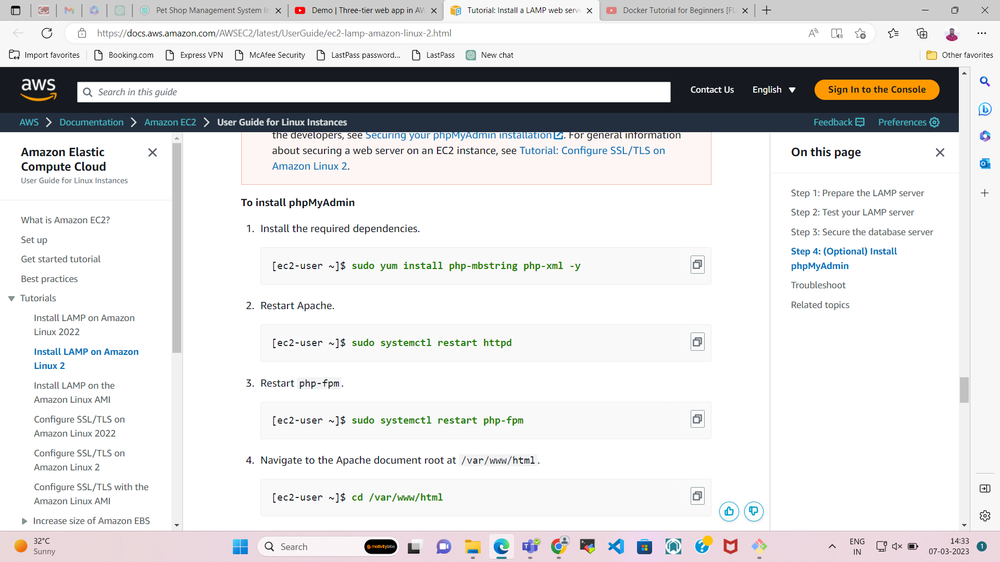 Pet Shop Management System In
Demo | Three-tier web app in AW
Tutorial: Install a LAMP web serve
Docker Tutorial for Beginners [FU
https://docs.aws.amazon.com/AWSEC2/latest/UserGuide/ec2-lamp-amazon-linux-2.html
Import favorites
Booking.com
Express VPN
McAfee Security
LastPass password...
LastPass
New chat
Other favorites
aws
Search in this guide
Contact Us
English
Sign In to the Console
AWS
Documentation
Amazon EC2
User Guide for Linux Instances
Feedback
Preferences
Amazon Elastic
Compute Cloud
User Guide for Linux Instances
What is Amazon EC2?
Set up
Get started tutorial
Best practices
Tutorials
Install LAMP on Amazon
Linux 2022
Install LAMP on Amazon
Linux 2
Install LAMP on the
Amazon Linux AMI
Configure SSL/TLS on
Amazon Linux 2022
Configure SSL/TLS on
Amazon Linux 2
Configure SSL/TLS with the
Amazon Linux AMI
Increase size of Amazon EBS
the developers, see Securing your phpMyAdmin installation. For general information
about securing a web server on an EC2 instance, see Tutorial: Configure SSL/TLS on
Amazon Linux 2.
To install phpMyAdmin
1. Install the required dependencies.
[ec2-user ~]$ sudo yum install php-mbstring php-xml -y
2. Restart Apache.
[ec2-user ~]$ sudo systemctl restart httpd
3. Restart php-fpm.
[ec2-user ~]$ sudo systemctl restart php-fpm
4. Navigate to the Apache document root at /var/www/html.
[ec2-user ~]$ cd /var/www/html
On this page
Step 1: Prepare the LAMP server
Step 2: Test your LAMP server
Step 3: Secure the database server
Step 4: (Optional) Install
phpMyAdmin
Troubleshoot
Related topics
32°C
Sunny
Search
motivitylabs
ENG
IN
14:33
07-03-2023
1